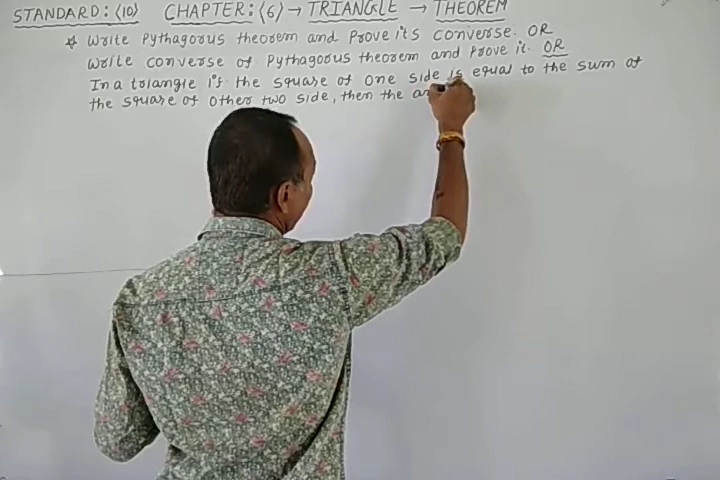 STANDARD: (10) CHAPTER: (6) → TRIANGLE → THEOREM
* Write Pythagorus theorem and Prove it's converse. OR
Write converse of Pythagorus theorem and Prove it. OR
In a triangle if the square of one side is equal to the sum of
the square of other two side, then the an